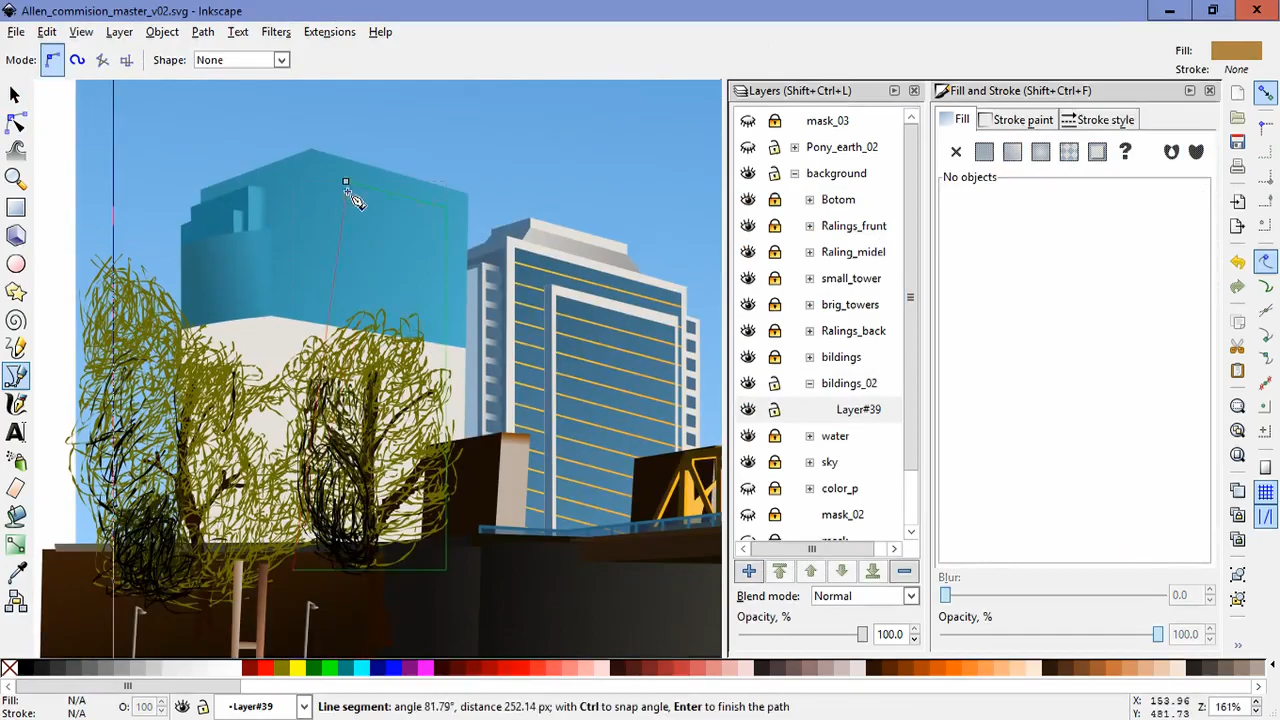 Allen_commision_master_v02.svg - Inkscape
File Edit View Layer Object Path Filters Text Extensions Help
Mode: Shape: None
Fill:
Stroke: None
Layers (Shift+Ctrl+L)
Fill and Stroke (Shift+Ctrl+F)
mask_03
Pony_earth_02
background
Botom
Ralings_frunt
Raling_midel
small_tower
brig_towers
Ralings_back
bildings
bildings_02
Layer#39
water
sky
color_p
mask_02
Blend mode: Normal
Opacity, %
100.0
Fill Stroke paint Stroke style
?
No objects
Blur:
0.0
Opacity, %
100.0
Fill: N/A
Stroke: N/A
O: 100
•Layer#39
Line segment: angle 81.79°, distance 252.14 px; with Ctrl to snap angle, Enter to finish the path
X: 153.96
Y: 481.73
Z: 161%